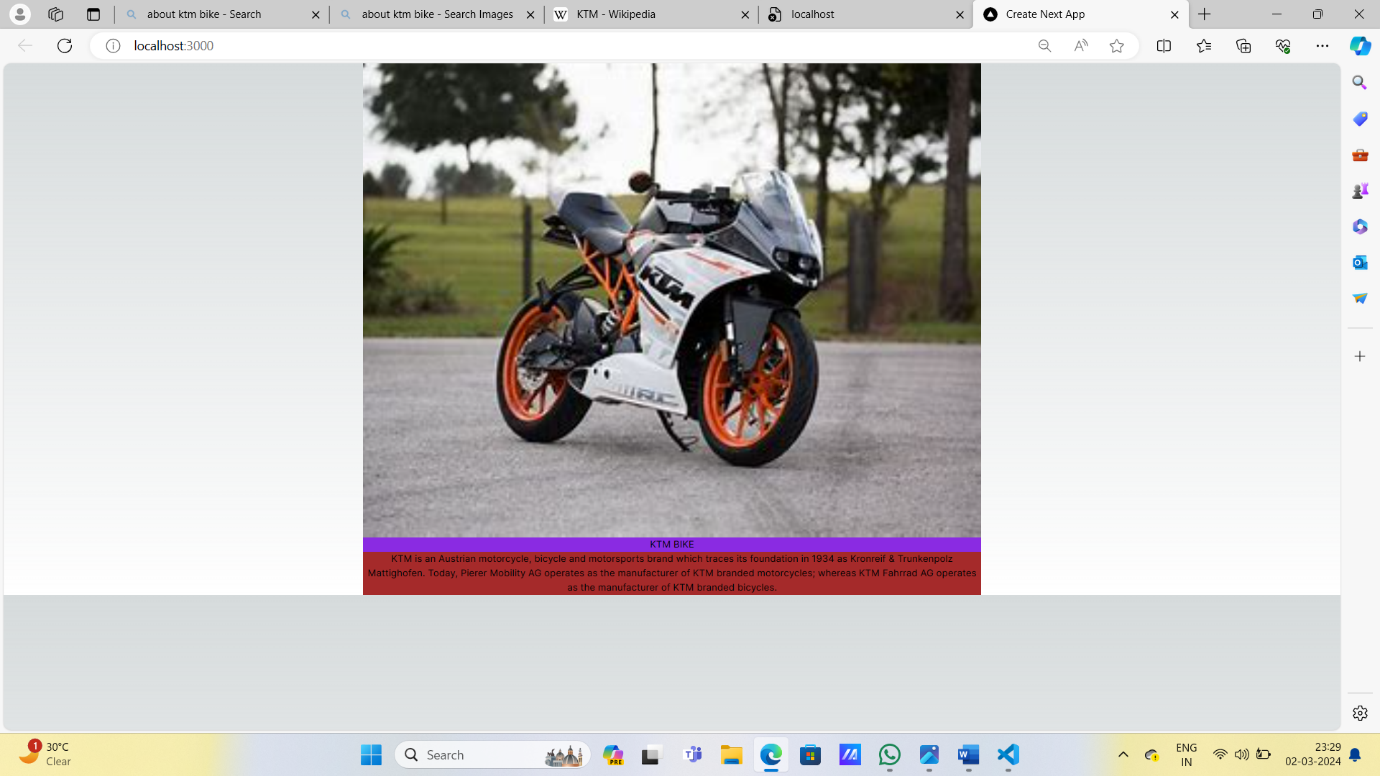 about ktm bike - Search
about ktm bike - Search Images
KTM - Wikipedia
localhost
Create Next App
localhost:3000
KTM
RC
KTM BIKE
KTM is an Austrian motorcycle, bicycle and motorsports brand which traces its foundation in 1934 as Kronreif & Trunkenpolz
Mattighofen. Today, Pierer Mobility AG operates as the manufacturer of KTM branded motorcycles; whereas KTM Fahrrad AG operates
as the manufacturer of KTM branded bicycles.
1
30°C
Clear
Search
PRE
ENG
IN
23:29
02-03-2024